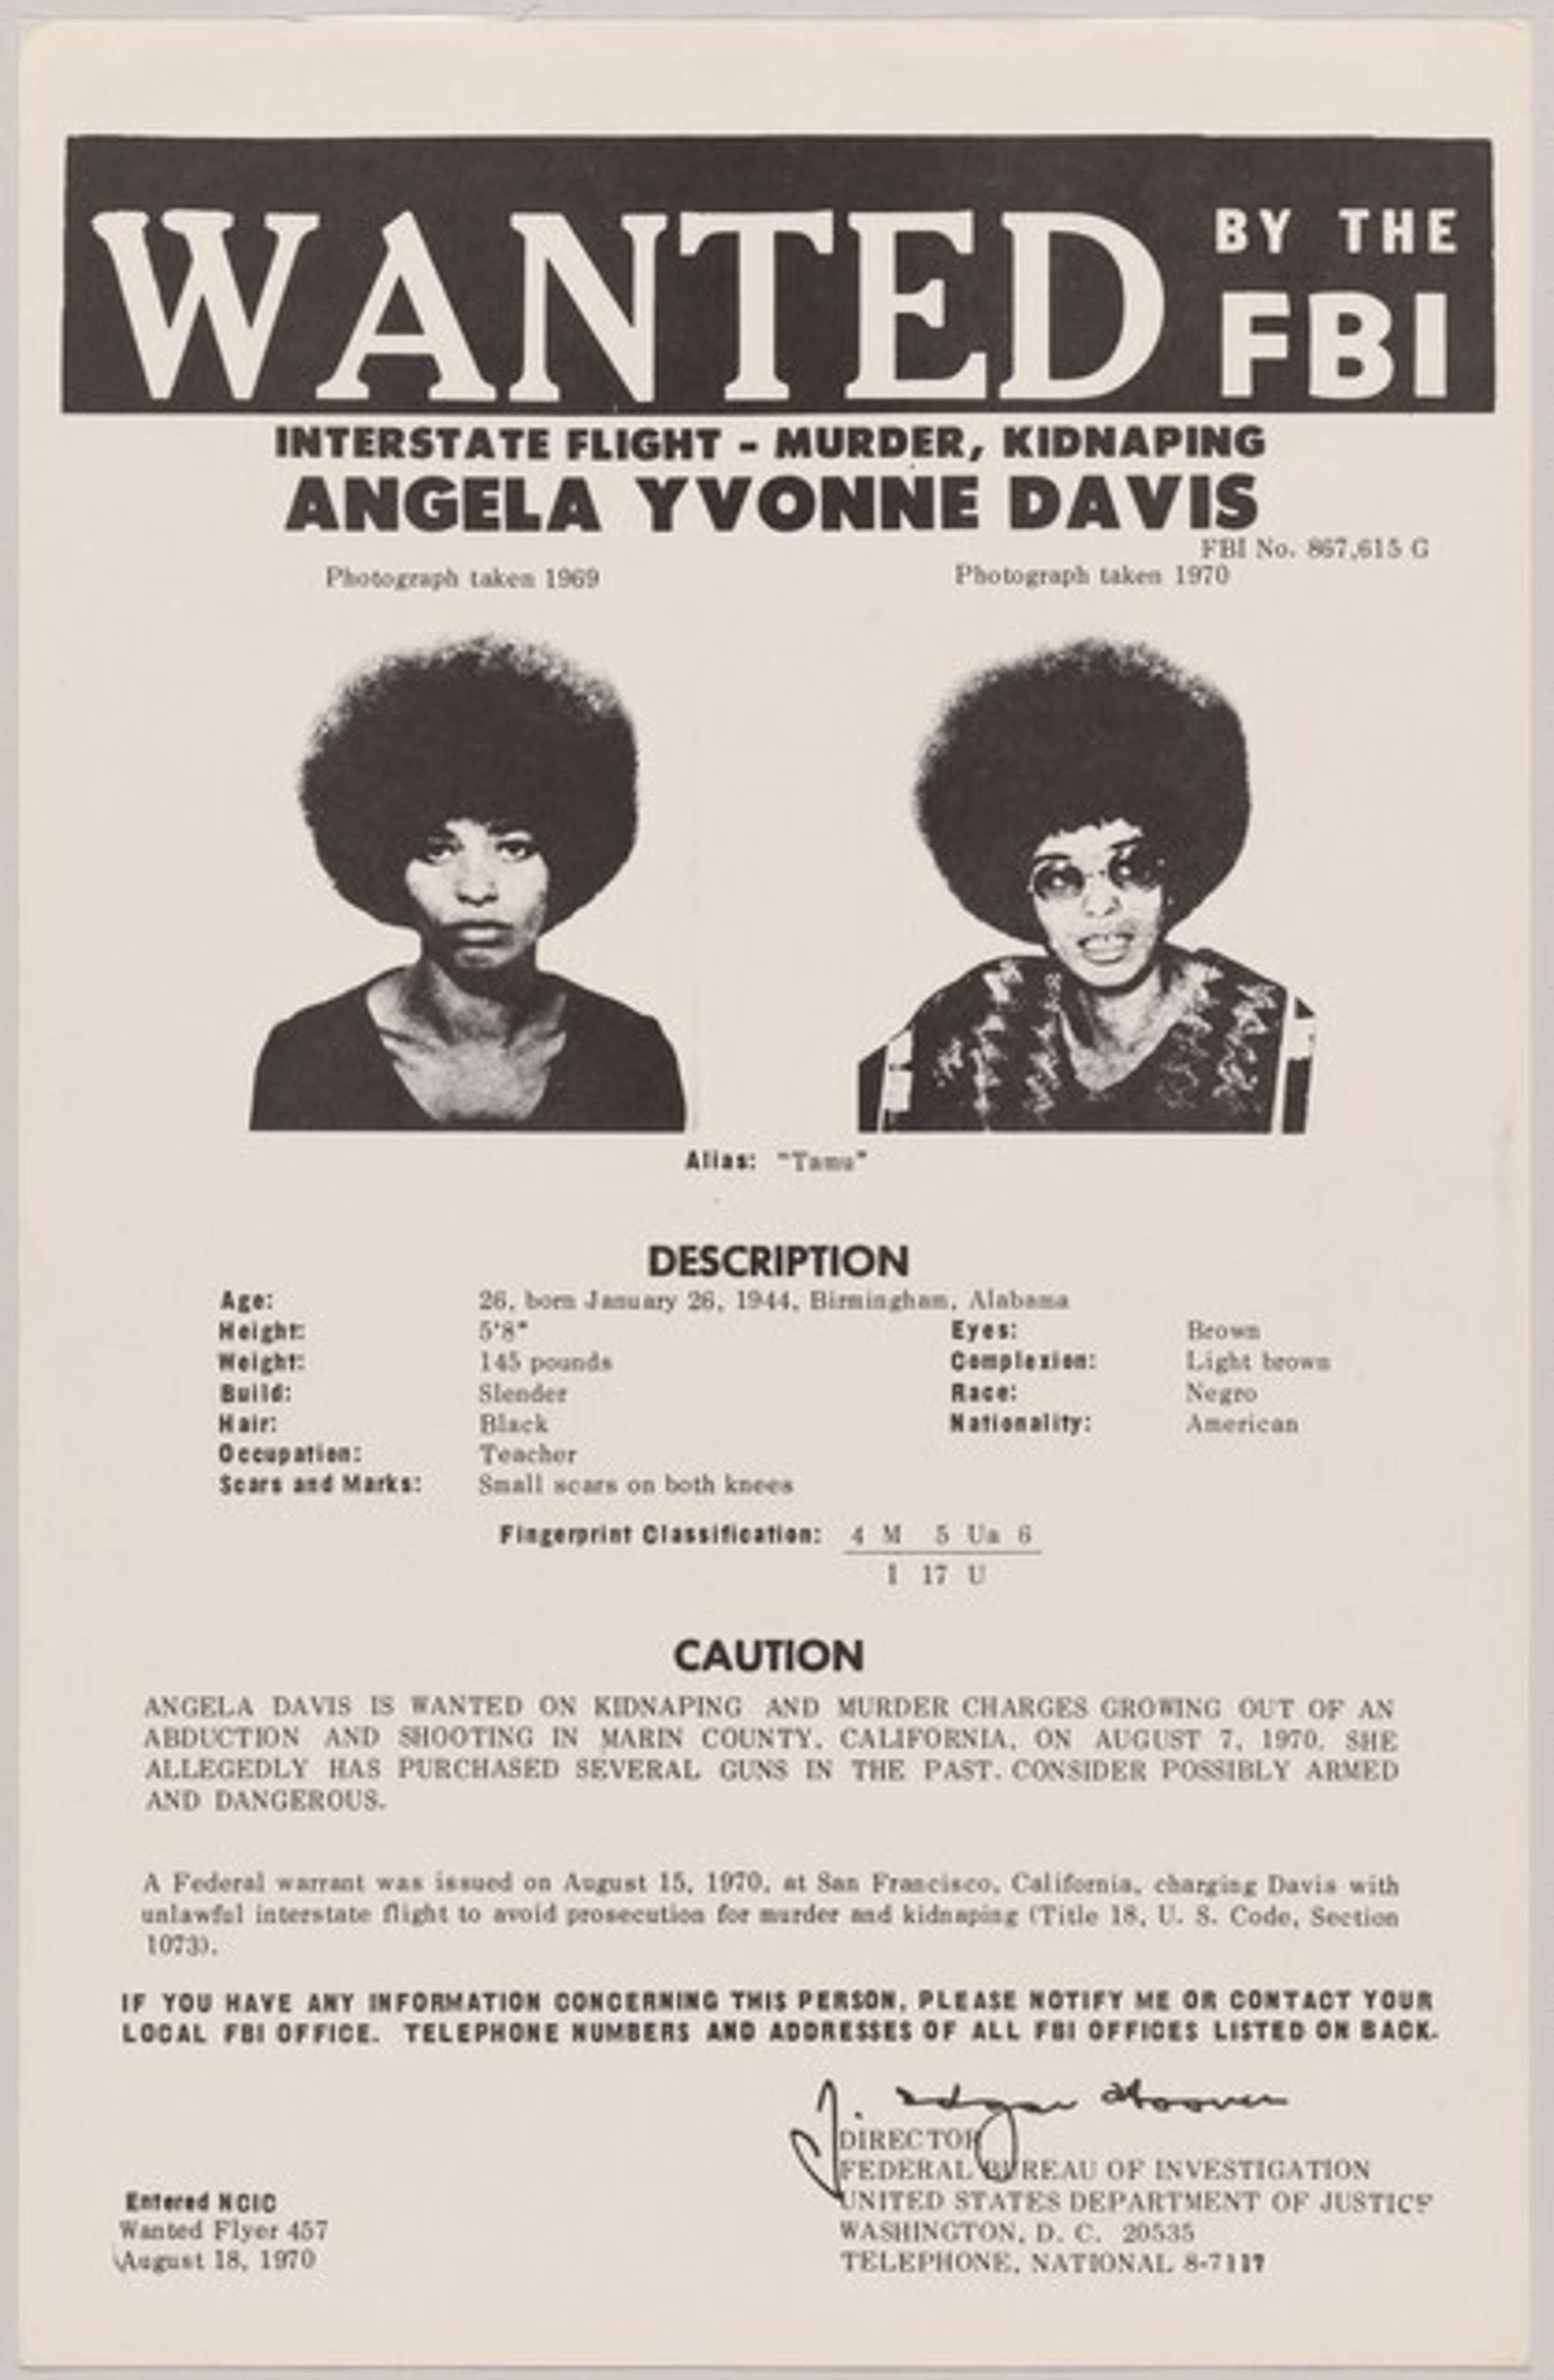 WANTED BY THE FBI
INTERSTATE FLIGHT - MURDER, KIDNAPING
ANGELA YVONNE DAVIS
FBI No. 867,615 G
Photograph taken 1969
Photograph taken 1970
Alias: "Tamu"
DESCRIPTION
Age: 26, born January 26, 1944, Birmingham, Alabama
Height: 5'8" Eyes: Brown
Weight: 145 pounds Complexion: Light brown
Build: Slender Race: Negro
Hair: Black Nationality: American
Occupation: Teacher
Scars and Marks: Small scars on both knees
Fingerprint Classification: 4 M 5 Ua 6
I 17 U
CAUTION
ANGELA DAVIS IS WANTED ON KIDNAPING AND MURDER CHARGES GROWING OUT OF AN
ABDUCTION AND SHOOTING IN MARIN COUNTY, CALIFORNIA, ON AUGUST 7, 1970. SHE
ALLEGEDLY HAS PURCHASED SEVERAL GUNS IN THE PAST. CONSIDER POSSIBLY ARMED
AND DANGEROUS.
A Federal warrant was issued on August 15, 1970, at San Francisco, California, charging Davis with
unlawful interstate flight to avoid prosecution for murder and kidnaping (Title 18, U. S. Code, Section
1073).
IF YOU HAVE ANY INFORMATION CONCERNING THIS PERSON, PLEASE NOTIFY ME OR CONTACT YOUR
LOCAL FBI OFFICE. TELEPHONE NUMBERS AND ADDRESSES OF ALL FBI OFFICES LISTED ON BACK.
J. Edgar Hoover
DIRECTOR
FEDERAL BUREAU OF INVESTIGATION
UNITED STATES DEPARTMENT OF JUSTICE
WASHINGTON, D. C. 20535
TELEPHONE, NATIONAL 8-7117
Entered NCIC
Wanted Flyer 457
August 18, 1970